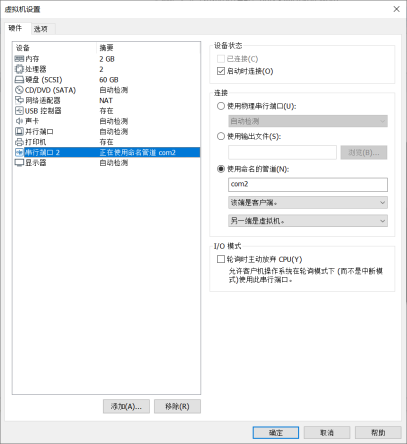 虚拟机设置
硬件 选项
设备 摘要
内存 2 GB
处理器 2
硬盘 (SCSI) 60 GB
CD/DVD (SATA) 自动检测
网络适配器 NAT
USB 控制器 存在
声卡 自动检测
并行端口 自动检测
打印机 存在
串行端口 2 正在使用命名管道 com2
显示器 自动检测
添加(A)... 移除(R)
设备状态
已连接(C)
启动时连接(O)
连接
使用物理串行端口(U):
自动检测
使用输出文件(S):
浏览(B)...
使用命名的管道(N):
com2
该端是客户端。
另一端是虚拟机。
I/O 模式
轮询时主动放弃 CPU(Y)
允许客户机操作系统在轮询模式下 (而不是中断模
式)使用此串行端口。
确定 取消 帮助